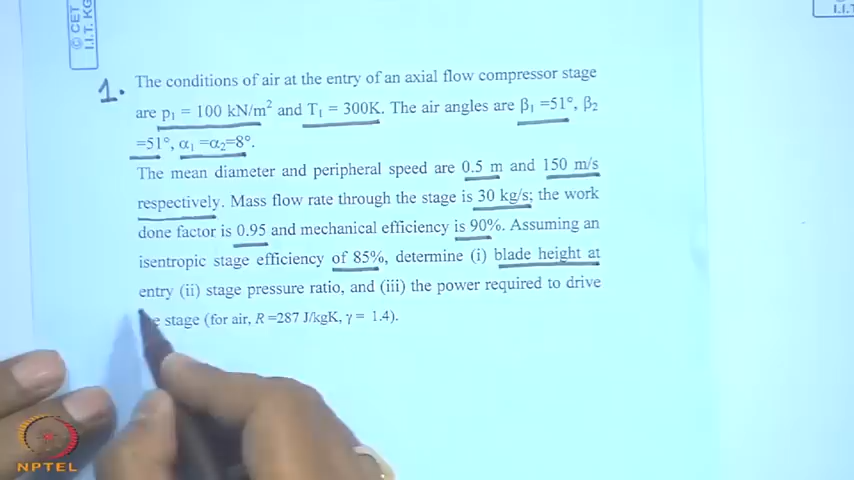 © CET
I.I.T. KG
I.I.T.
1. The conditions of air at the entry of an axial flow compressor stage
are p₁ = 100 kN/m² and T₁ = 300K. The air angles are β₁ =51°, β₂
=51°, α₁ =α₂=8°.
The mean diameter and peripheral speed are 0.5 m and 150 m/s
respectively. Mass flow rate through the stage is 30 kg/s; the work
done factor is 0.95 and mechanical efficiency is 90%. Assuming an
isentropic stage efficiency of 85%, determine (i) blade height at
entry (ii) stage pressure ratio, and (iii) the power required to drive
stage (for air, R =287 J/kgK, γ = 1.4).
NPTEL